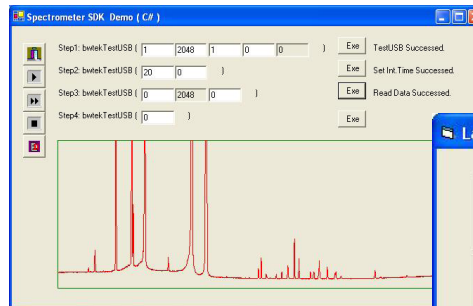 Spectrometer SDK Demo ( C# )
Step1: bwtekTestUSB ( 1 2048 1 0 0 ) Exe TestUSB Successed.
Step2: bwtekTestUSB ( 20 0 ) Exe Set Int.Time Successed.
Step3: bwtekTestUSB ( 0 2048 0 ) Exe Read Data Successed.
Step4: bwtekTestUSB ( 0 ) Exe